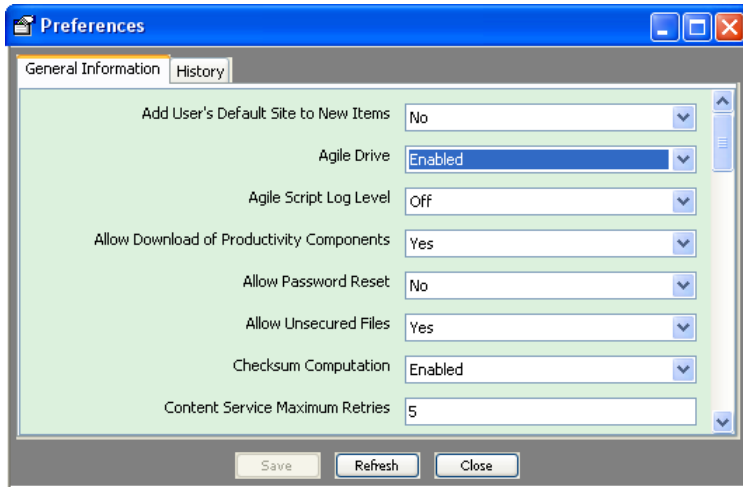 Preferences
General Information History
Add User's Default Site to New Items No
Agile Drive Enabled
Agile Script Log Level Off
Allow Download of Productivity Components Yes
Allow Password Reset No
Allow Unsecured Files Yes
Checksum Computation Enabled
Content Service Maximum Retries 5
Save Refresh Close